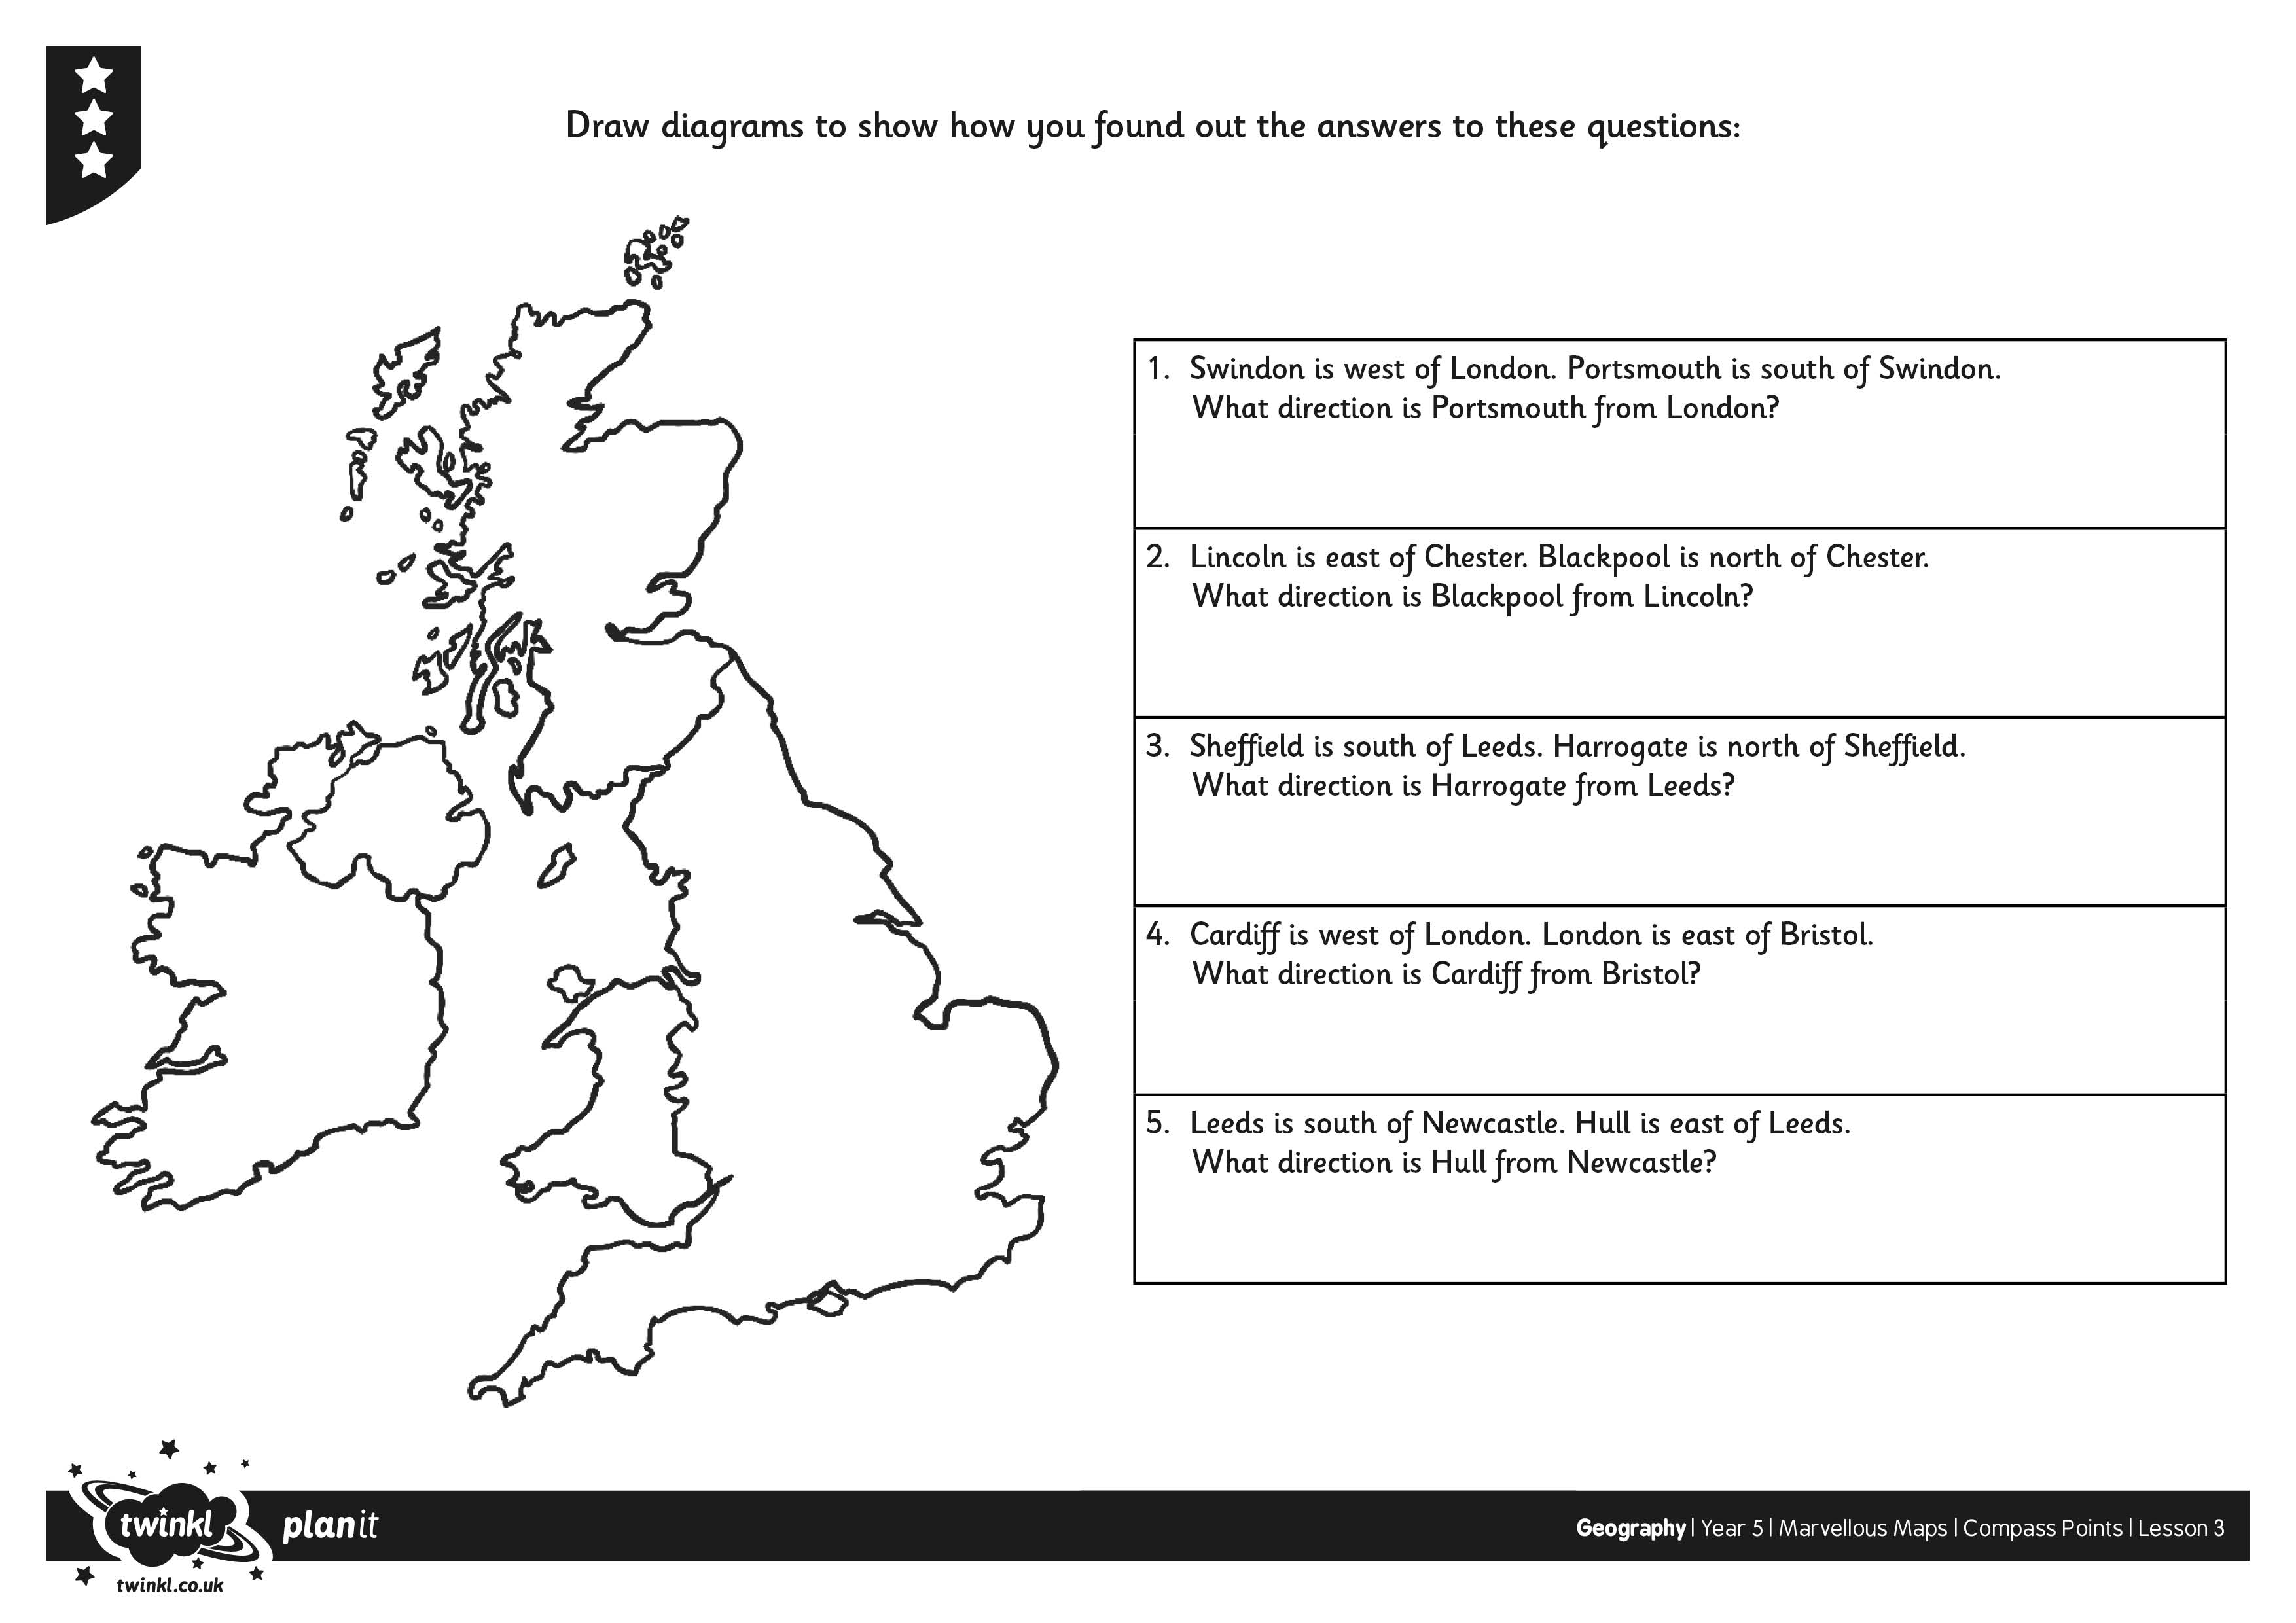 Draw diagrams to show how you found out the answers to these questions:
1. Swindon is west of London. Portsmouth is south of Swindon.
What direction is Portsmouth from London?
2. Lincoln is east of Chester. Blackpool is north of Chester.
What direction is Blackpool from Lincoln?
3. Sheffield is south of Leeds. Harrogate is north of Sheffield.
What direction is Harrogate from Leeds?
4. Cardiff is west of London. London is east of Bristol.
What direction is Cardiff from Bristol?
5. Leeds is south of Newcastle. Hull is east of Leeds.
What direction is Hull from Newcastle?
twinkl
planit
Geography | Year 5 | Marvellous Maps | Compass Points | Lesson 3
twinkl.co.uk